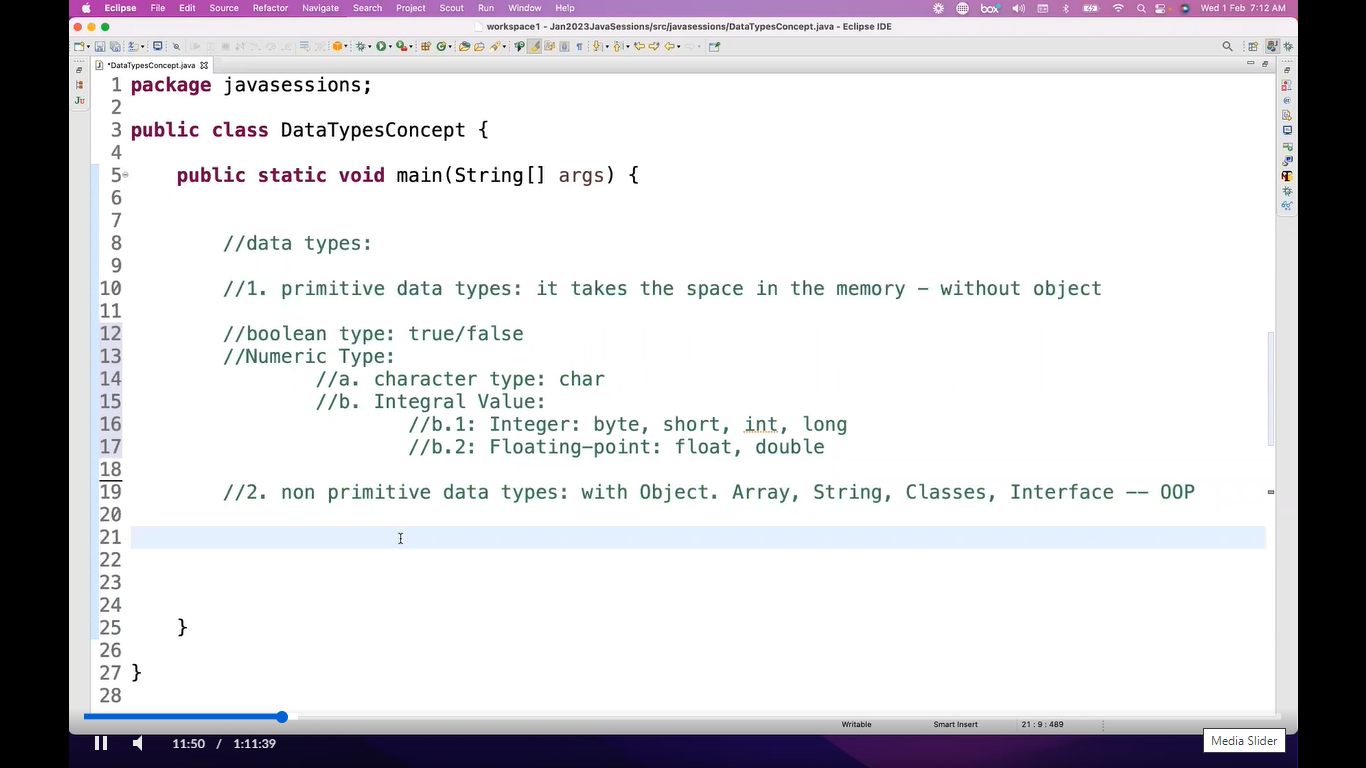 Eclipse File Edit Source Refactor Navigate Search Project Scout Run Window Help box Wed 1 Feb 7:12 AM
workspace1 - Jan2023JavaSessions/src/javasessions/DataTypesConcept.java - Eclipse IDE
*DataTypesConcept.java
1 package javasessions;
2
3 public class DataTypesConcept {
4
5 public static void main(String[] args) {
6
7
8 //data types:
9
10 //1. primitive data types: it takes the space in the memory - without object
11
12 //boolean type: true/false
13 //Numeric Type:
14 //a. character type: char
15 //b. Integral Value:
16 //b.1: Integer: byte, short, int, long
17 //b.2: Floating-point: float, double
18
19 //2. non primitive data types: with Object. Array, String, Classes, Interface -- OOP
20
21
22
23
24
25 }
26
27 }
28
Writable Smart Insert 21 : 9 : 489
11:50 / 1:11:39
Media Slider